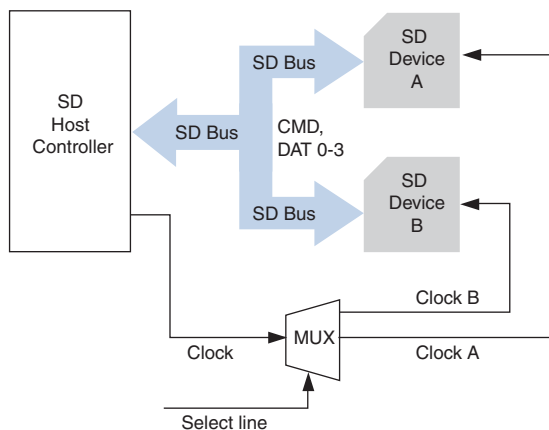 SD
Host
Controller
SD Bus
SD Bus
CMD,
DAT 0-3
SD Bus
SD
Device
A
SD
Device
B
Clock B
MUX
Clock
Clock A
Select line